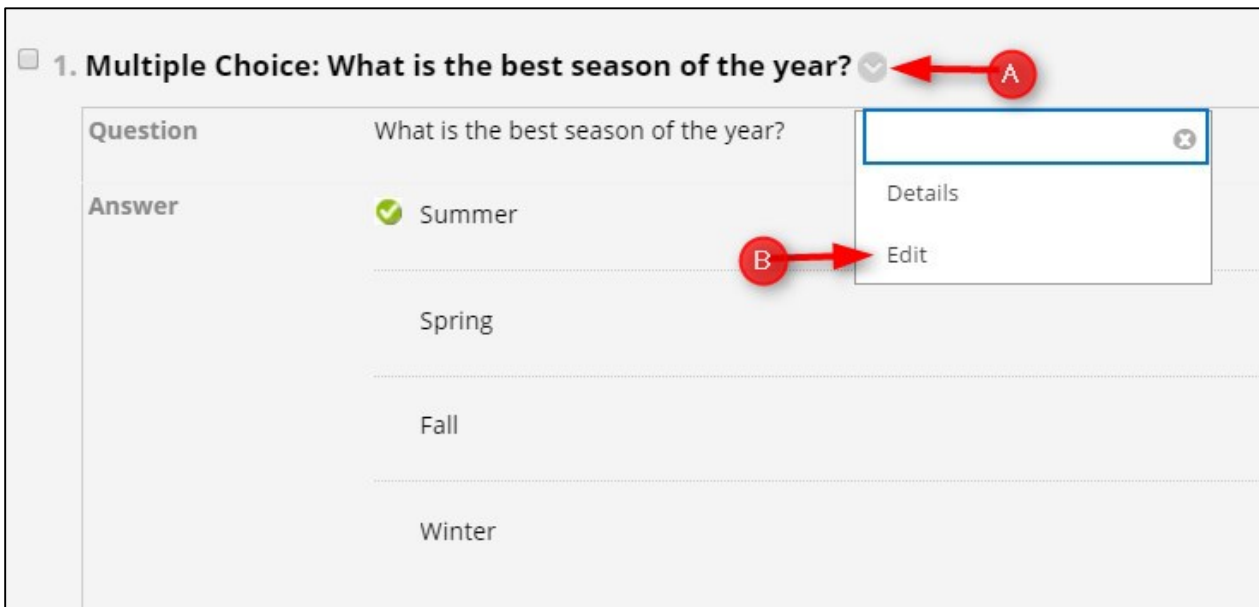 1. Multiple Choice: What is the best season of the year?
A
Question What is the best season of the year?
Details
Answer Summer
B Edit
Spring
Fall
Winter